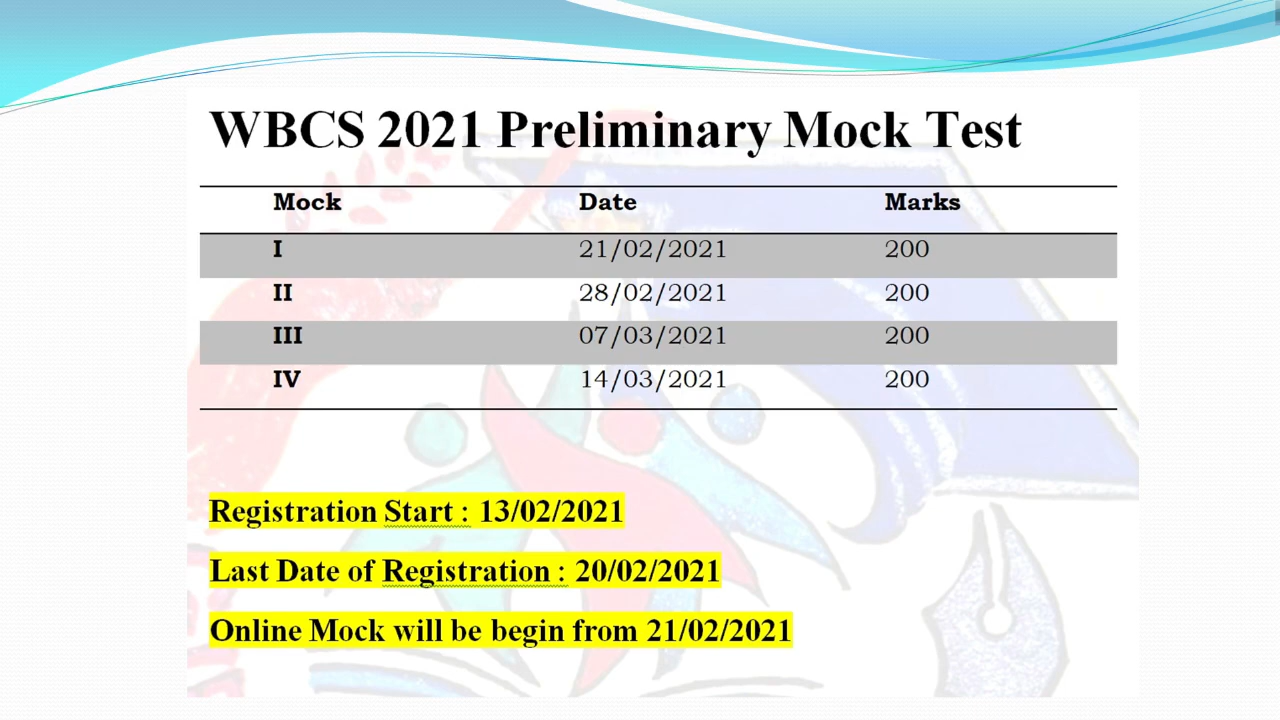 WBCS 2021 Preliminary Mock Test
Mock Date Marks
I 21/02/2021 200
II 28/02/2021 200
III 07/03/2021 200
IV 14/03/2021 200
Registration Start : 13/02/2021
Last Date of Registration : 20/02/2021
Online Mock will be begin from 21/02/2021